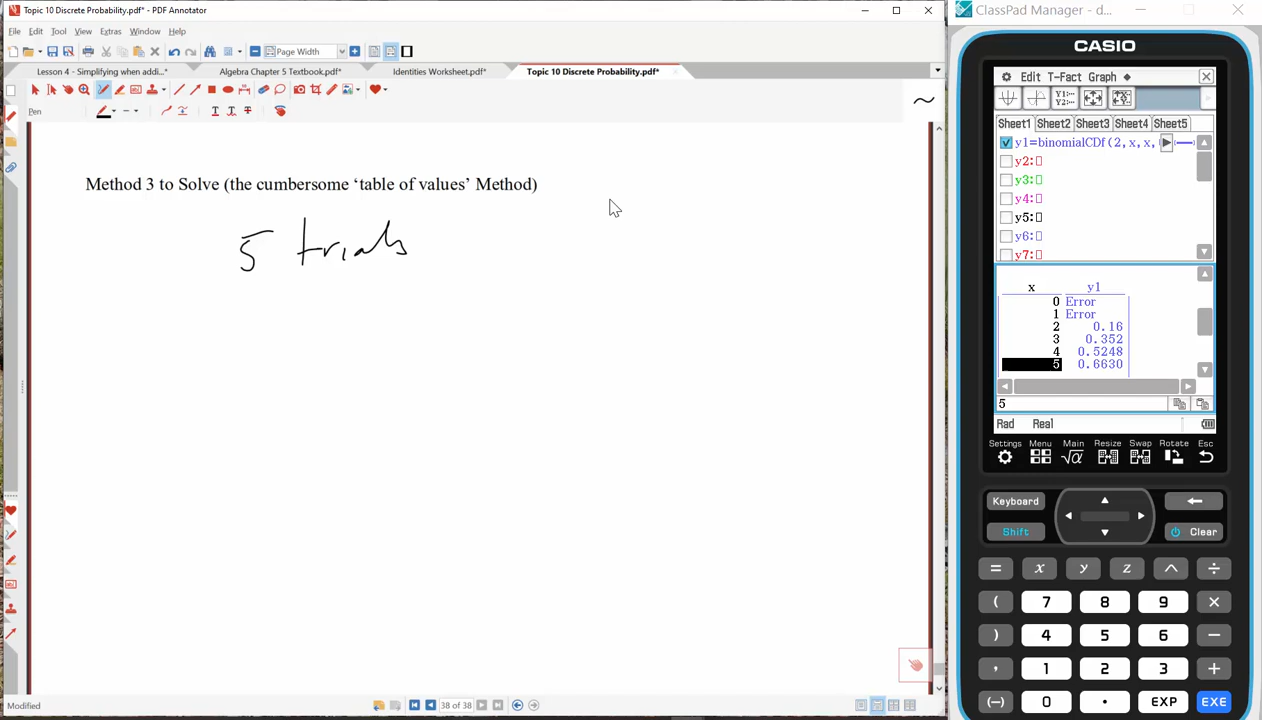 Topic 10 Discrete Probability.pdf* - PDF Annotator
File Edit Tool View Extras Window Help
Page Width
Lesson 4 - Simplifying when addi...* Algebra Chapter 5 Textbook.pdf* Identities Worksheet.pdf* Topic 10 Discrete Probability.pdf*
Pen
Method 3 to Solve (the cumbersome ‘table of values’ Method)
5 trials
Modified
38 of 38
ClassPad Manager - d...
CASIO
Edit T-Fact Graph
Y1:--
Y2:--
Sheet1 Sheet2 Sheet3 Sheet4 Sheet5
y1=binomialCDf(2,x,x,
y2:
y3:
y4:
y5:
y6:
y7:
x y1
0 Error
1 Error
2 0.16
3 0.352
4 0.5248
5 0.6630
5
Rad Real
Settings Menu Main Resize Swap Rotate Esc
√α
Keyboard
Shift Clear
= x y z ^ ÷
( 7 8 9 ×
) 4 5 6 −
, 1 2 3 +
(−) 0 • EXP EXE